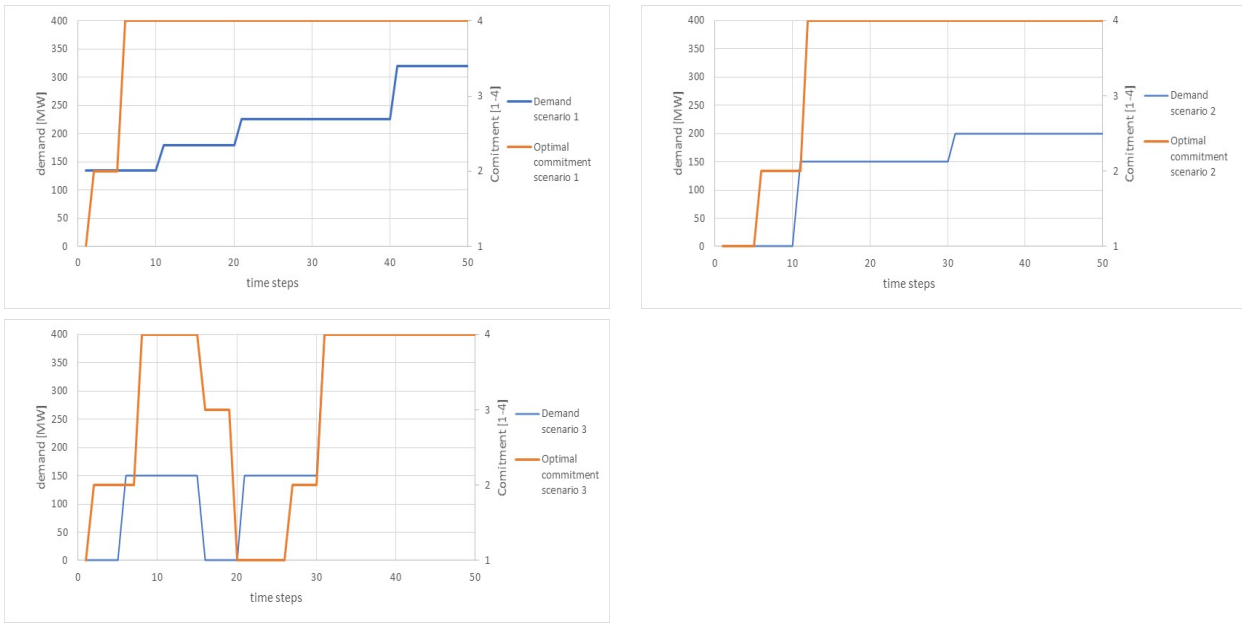 400
350
300
250
200
150
100
50
0
demand [MW]
4
3
2
1
Comitment [1-4]
0 10 20 30 40 50
time steps
Demand
scenario 1
Optimal
commitment
scenario 1
400
350
300
250
200
150
100
50
0
demand [MW]
4
3
2
1
Comitment [1-4]
0 10 20 30 40 50
time steps
Demand
scenario 2
Optimal
commitment
scenario 2
400
350
300
250
200
150
100
50
0
demand [MW]
4
3
2
1
Comitment [1-4]
0 10 20 30 40 50
time steps
Demand
scenario 3
Optimal
commitment
scenario 3